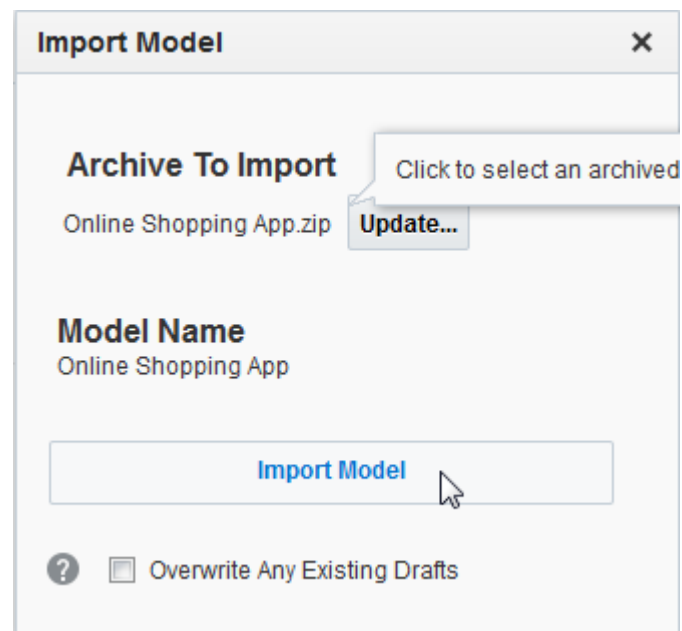 Import Model
Archive To Import
Click to select an archived
Online Shopping App.zip
Update...
Model Name
Online Shopping App
Import Model
Overwrite Any Existing Drafts